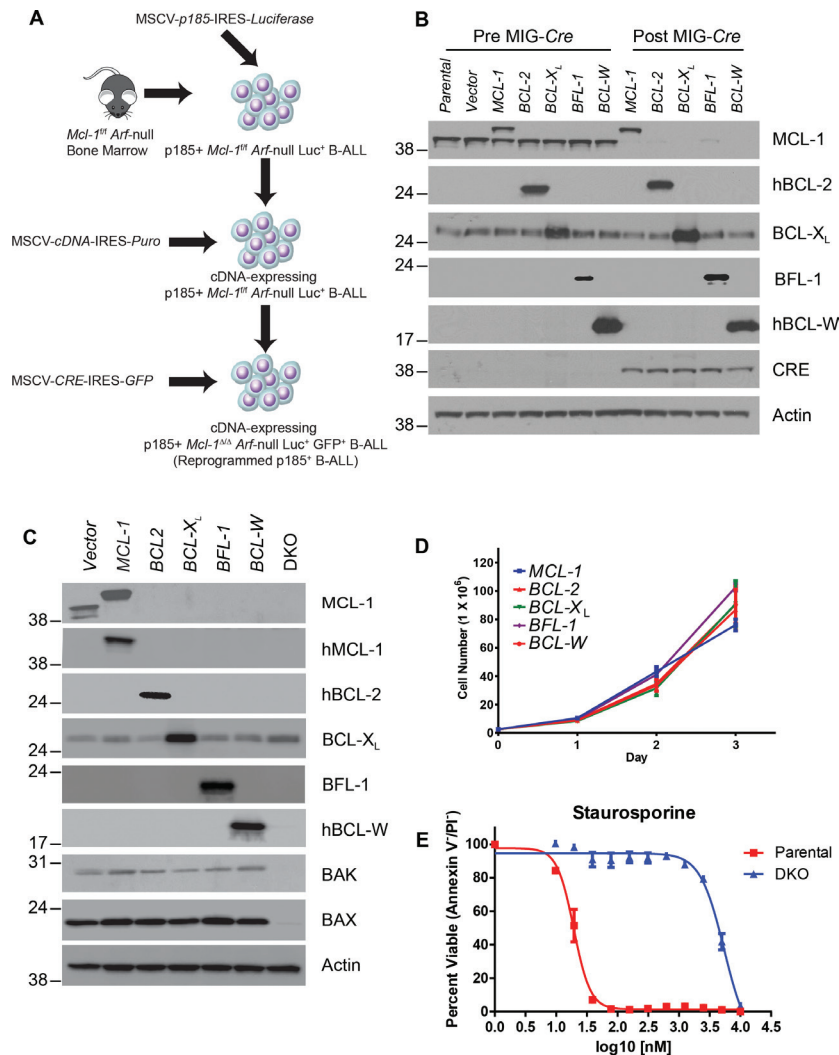 A
MSCV-p185-IRES-Luciferase
Mcl-1f/f Arf-null
Bone Marrow
p185+ Mcl-1f/f Arf-null Luc+ B-ALL
MSCV-cDNA-IRES-Puro
cDNA-expressing
p185+ Mcl-1f/f Arf-null Luc+ B-ALL
MSCV-CRE-IRES-GFP
cDNA-expressing
p185+ Mcl-1Δ/Δ Arf-null Luc+ GFP+ B-ALL
(Reprogrammed p185+ B-ALL)
B
Pre MIG-Cre Post MIG-Cre
Parental Vector MCL-1 BCL-2 BCL-XL BFL-1 BCL-W MCL-1 BCL-2 BCL-XL BFL-1 BCL-W
38 MCL-1
24 hBCL-2
24 BCL-XL
24 BFL-1
17 hBCL-W
38 CRE
38 Actin
C
Vector MCL-1 BCL2 BCL-XL BFL-1 BCL-W DKO
38 MCL-1
38 hMCL-1
24 hBCL-2
24 BCL-XL
24 BFL-1
17 hBCL-W
31 BAK
24 BAX
38 Actin
D
MCL-1
BCL-2
BCL-XL
BFL-1
BCL-W
Cell Number (1 X 10⁶)
120
100
80
60
40
20
0
0 1 2 3
Day
E
Staurosporine
Parental
DKO
Percent Viable (Annexin V-/PI-)
100
80
60
40
20
0
0.0 0.5 1.0 1.5 2.0 2.5 3.0 3.5 4.0 4.5
log10 [nM]